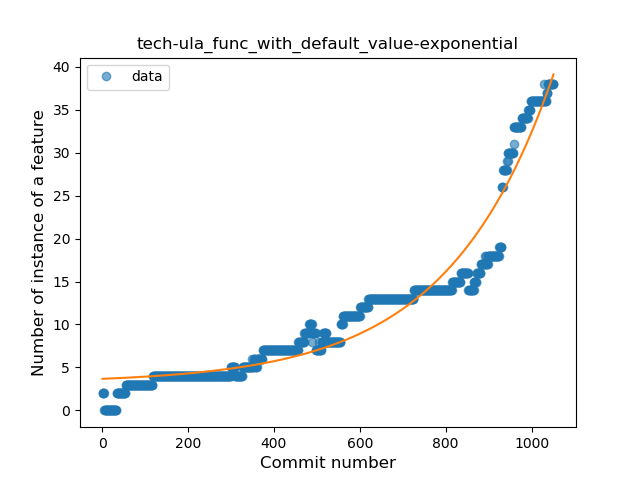 tech-ula_func_with_default_value-exponential
data
Number of instance of a feature
40
35
30
25
20
15
10
5
0
0 200 400 600 800 1000
Commit number